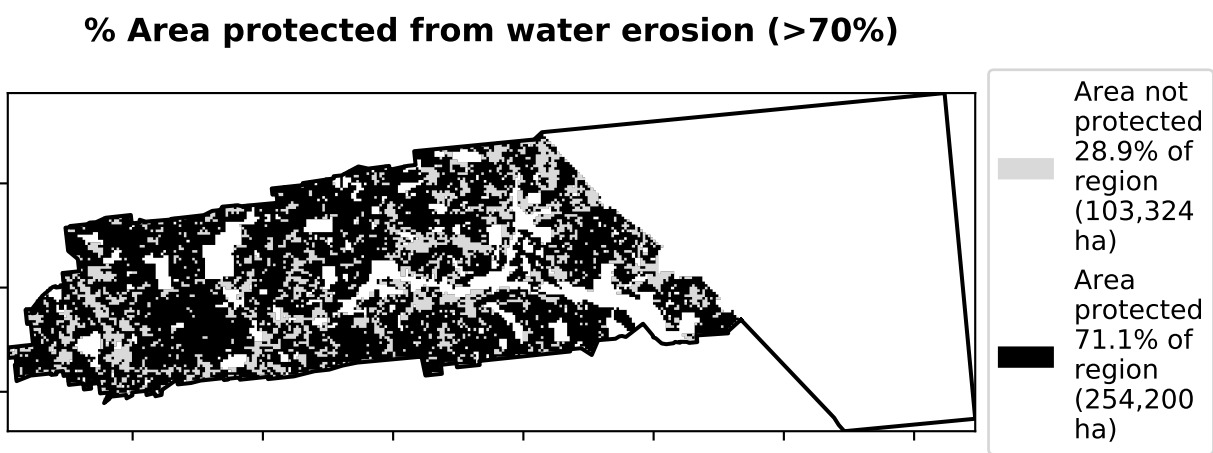 % Area protected from water erosion (>70%)
Area not
protected
28.9% of
region
(103,324
ha)
Area
protected
71.1% of
region
(254,200
ha)